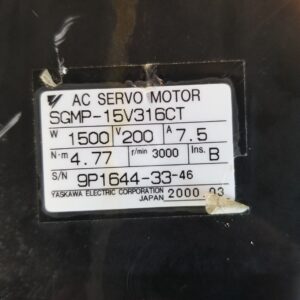 AC SERVO MOTOR
SGMP-15V316CT
W 1500 V 200 A 7.5
N·m 4.77 r/min 3000 Ins. B
S/N 9P1644-33-46
YASKAWA ELECTRIC CORPORATION 2000.03
JAPAN